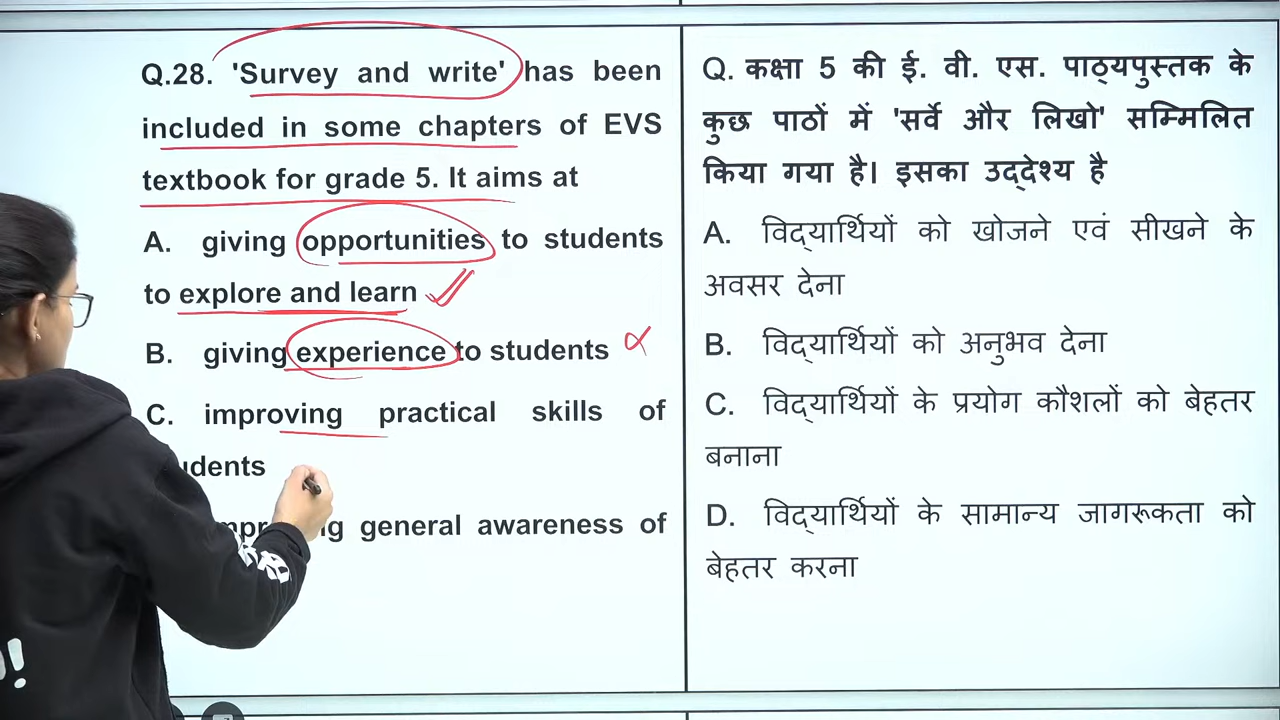 Q.28. 'Survey and write' has been
included in some chapters of EVS
textbook for grade 5. It aims at
A. giving opportunities to students
to explore and learn
B. giving experience to students
C. improving practical skills of
general awareness of
Q. कक्षा 5 की ई. वी. एस. पाठ्यपुस्तक के
कुछ पाठों में 'सर्वे और लिखो' सम्मिलित
किया गया है। इसका उद्देश्य है
A. विद्यार्थियों को खोजने एवं सीखने के
अवसर देना
B. विद्यार्थियों को अनुभव देना
C. विद्यार्थियों के प्रयोग कौशलों को बेहतर
बनाना
D. विद्यार्थियों के सामान्य जागरूकता को
बेहतर करना